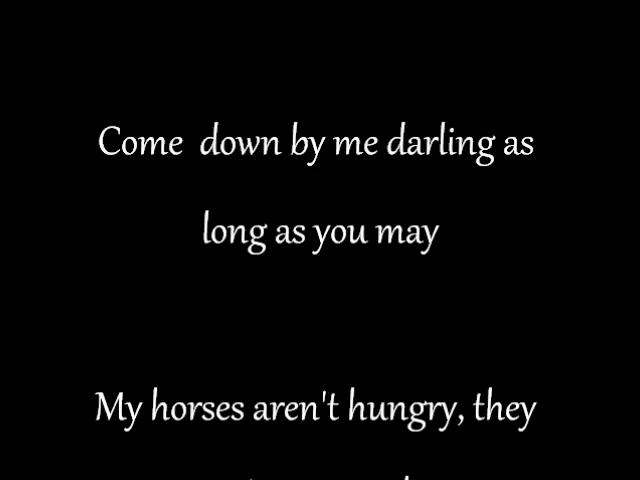 Come  down by me darling as
long as you may
My horses aren't hungry, they